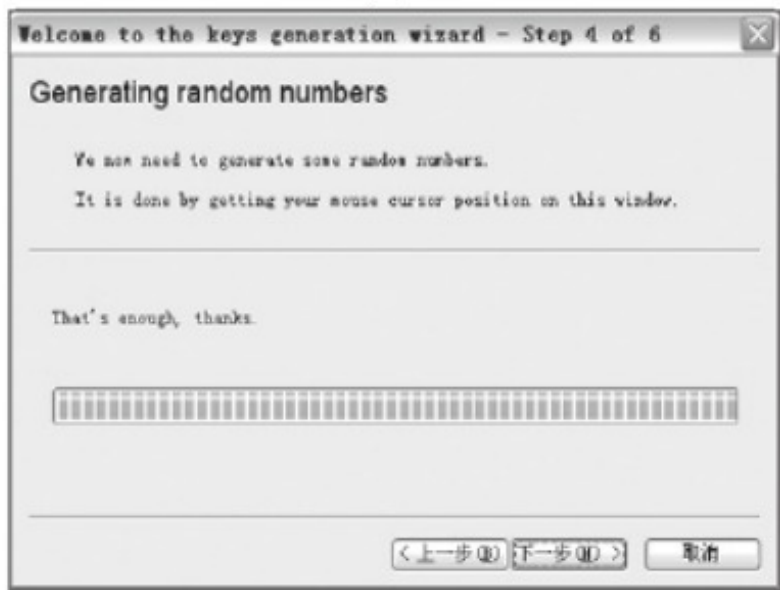 Welcome to the keys generation wizard - Step 4 of 6
Generating random numbers
We now need to generate some random numbers.
It is done by getting your mouse cursor position on this window.
That's enough, thanks.
<上一步(B) 下一步(N)> 取消